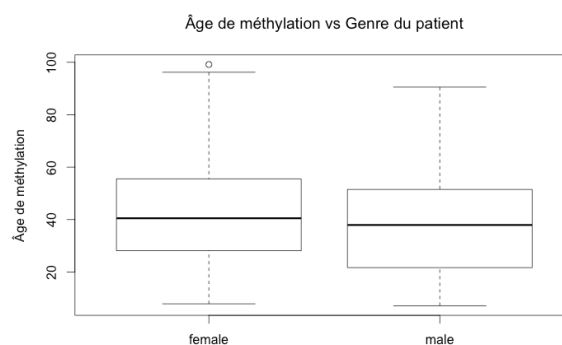 Âge de méthylation vs Genre du patient
Âge de méthylation
100
80
60
40
20
female
male